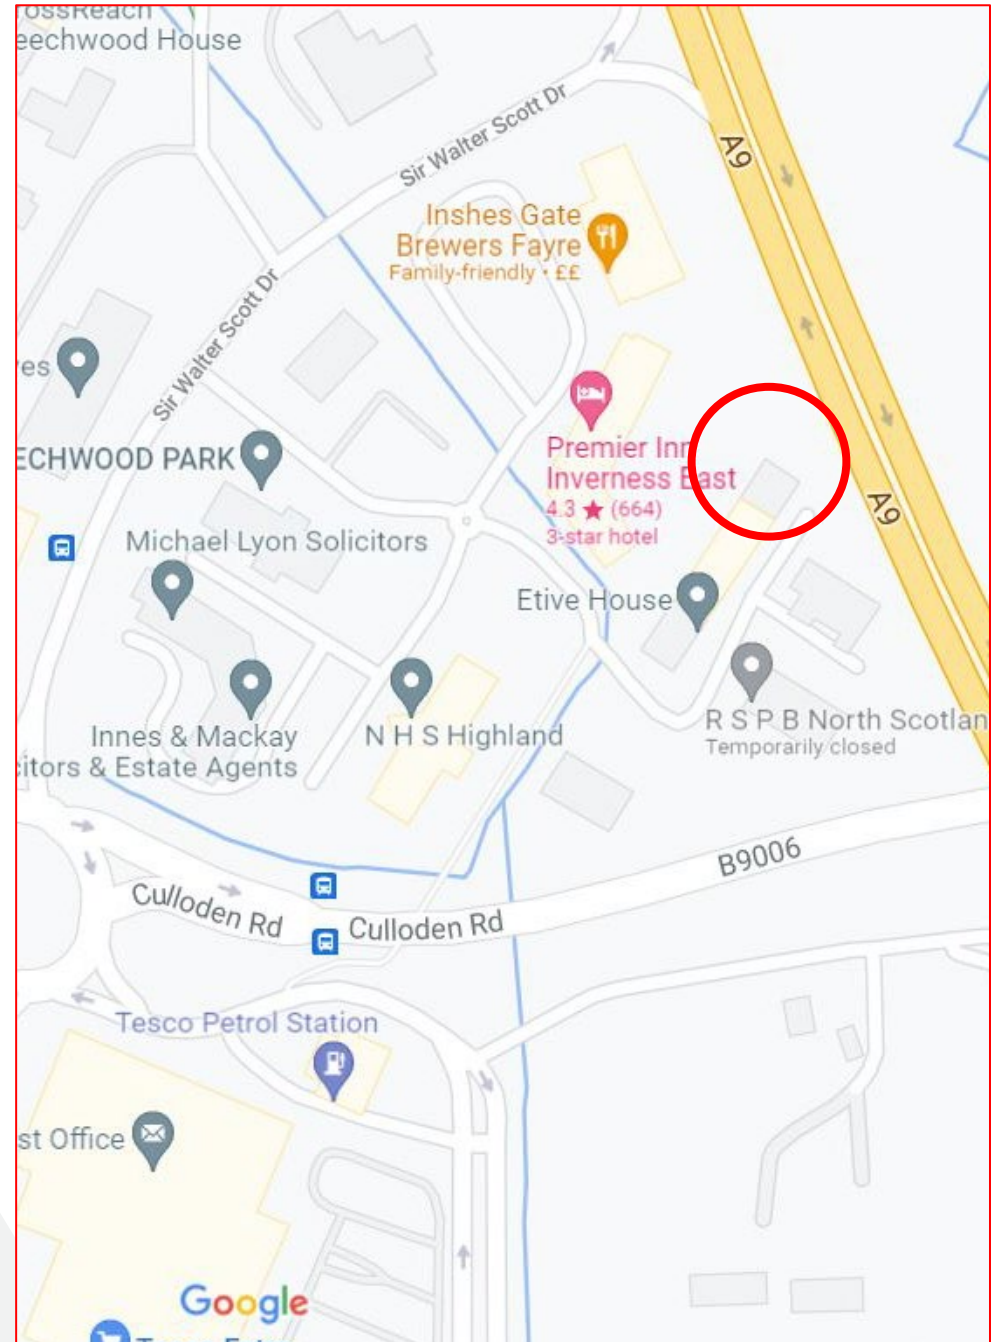 ossReach
eechwood House
Sir Walter Scott Dr
A9
Inshes Gate
Brewers Fayre
Family-friendly • ££
Sir Walter Scott Dr
es
Premier Inn
Inverness East
4.3 ★ (664)
3-star hotel
ECHWOOD PARK
A9
Michael Lyon Solicitors
Etive House
R S P B North Scotlan
Temporarily closed
Innes & Mackay
itors & Estate Agents
N H S Highland
B9006
Culloden Rd
Culloden Rd
Tesco Petrol Station
st Office
Google